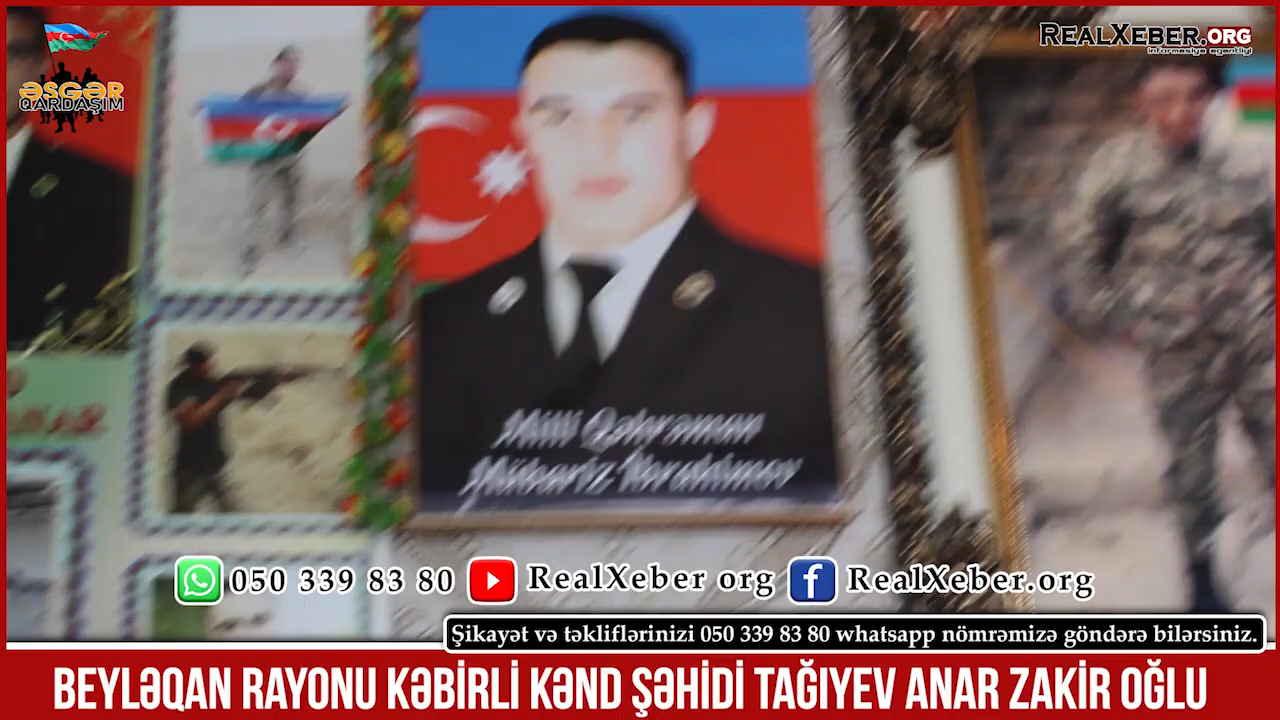 ƏSGƏR
QARDAŞIM
REALXEBER.ORG
informasiya agentliyi
Milli Qəhrəman
Mübariz İbrahimov
050 339 83 80
RealXeber org
RealXeber.org
Şikayət və təkliflərinizi 050 339 83 80 whatsapp nömrəmizə göndərə bilərsiniz.
BEYLƏQAN RAYONU KƏBİRLİ KƏND ŞƏHİDİ TAĞIYEV ANAR ZAKİR OĞLU